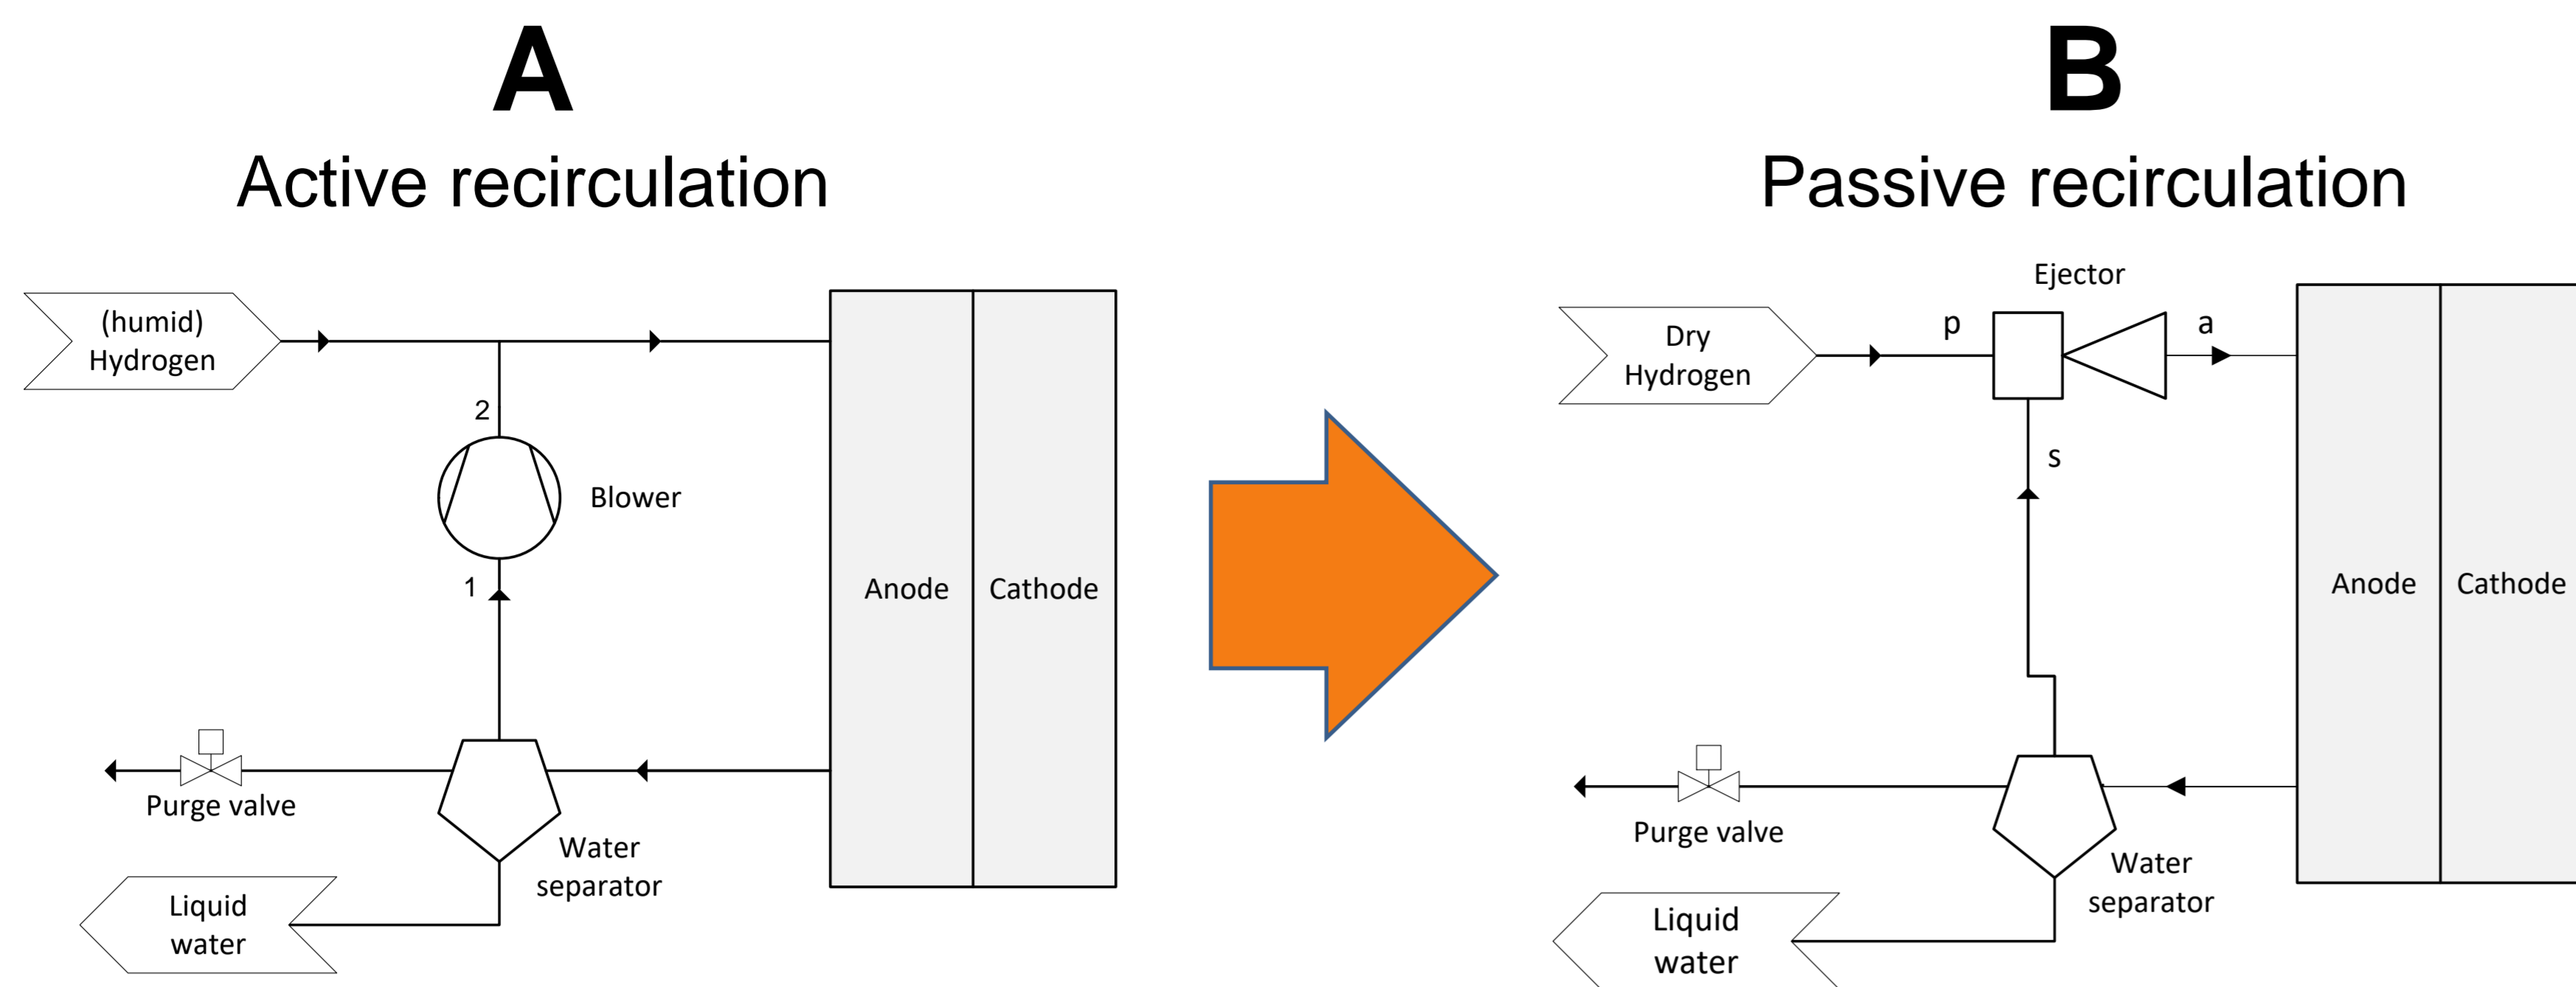 A
Active recirculation
(humid)
Hydrogen
2
Blower
1
Anode
Cathode
Purge valve
Water
separator
Liquid
water
B
Passive recirculation
Ejector
Dry
Hydrogen
p
a
s
Anode
Cathode
Purge valve
Water
separator
Liquid
water